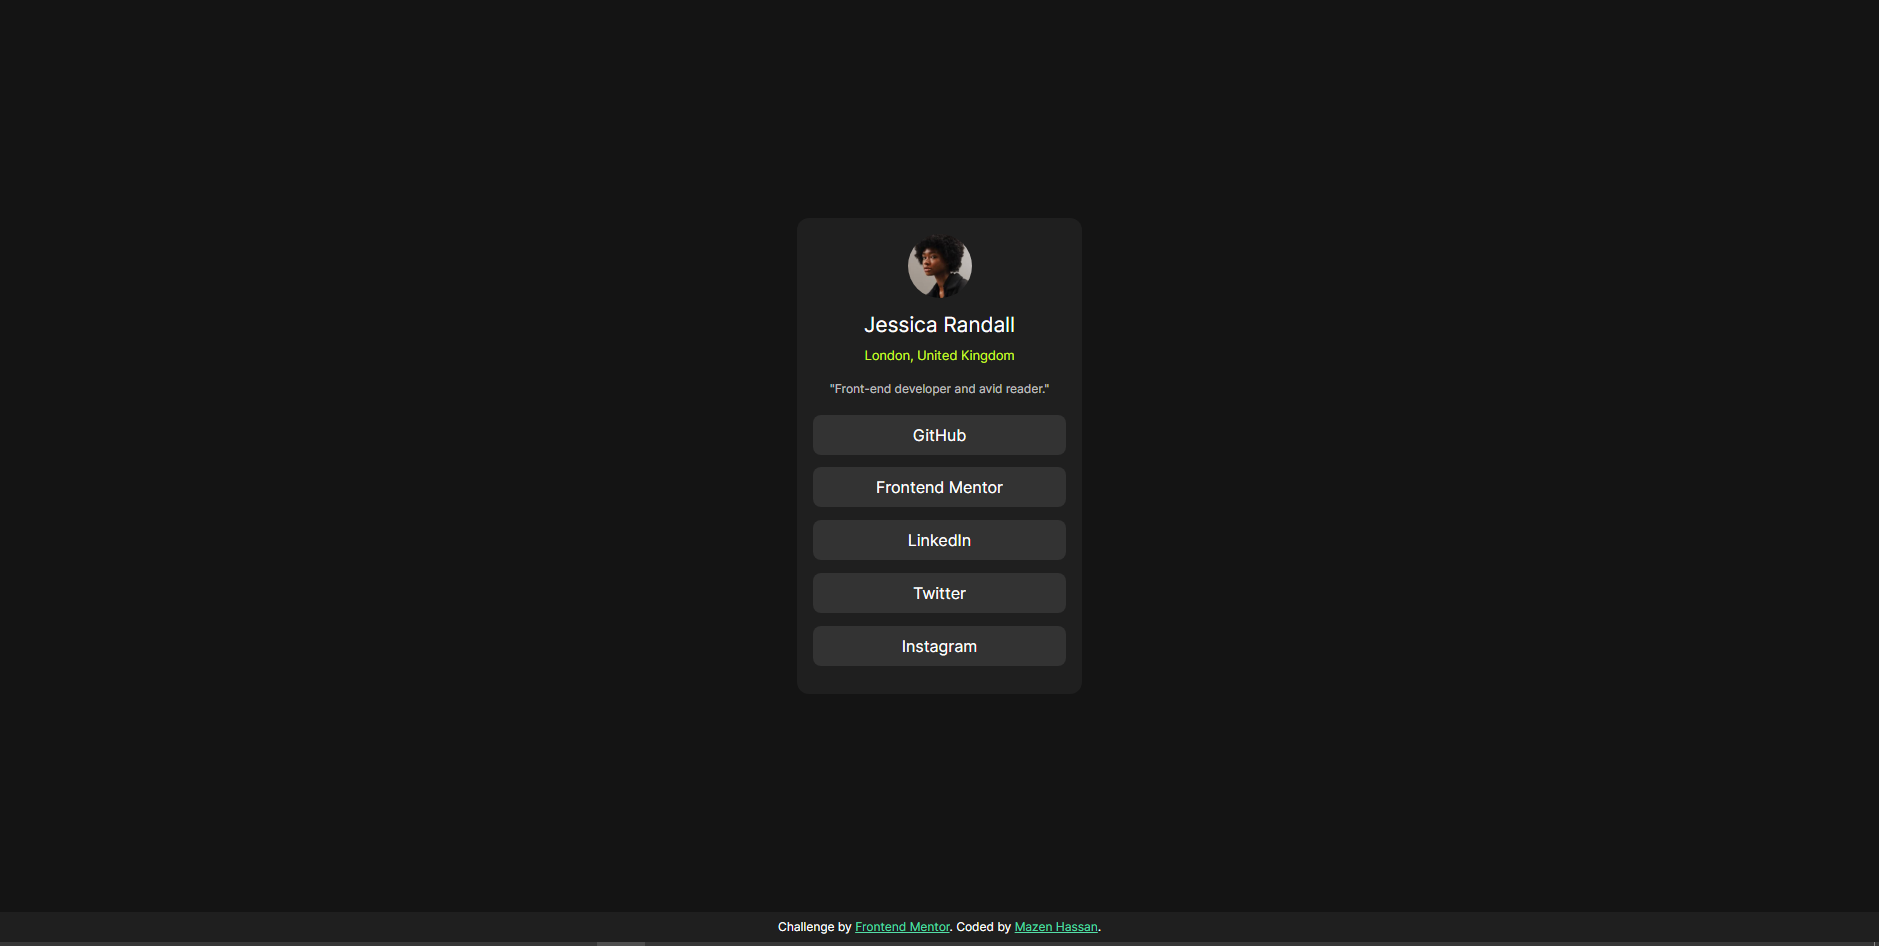 Jessica Randall
London, United Kingdom
"Front-end developer and avid reader."
GitHub
Frontend Mentor
LinkedIn
Twitter
Instagram
Challenge by Frontend Mentor. Coded by Mazen Hassan.